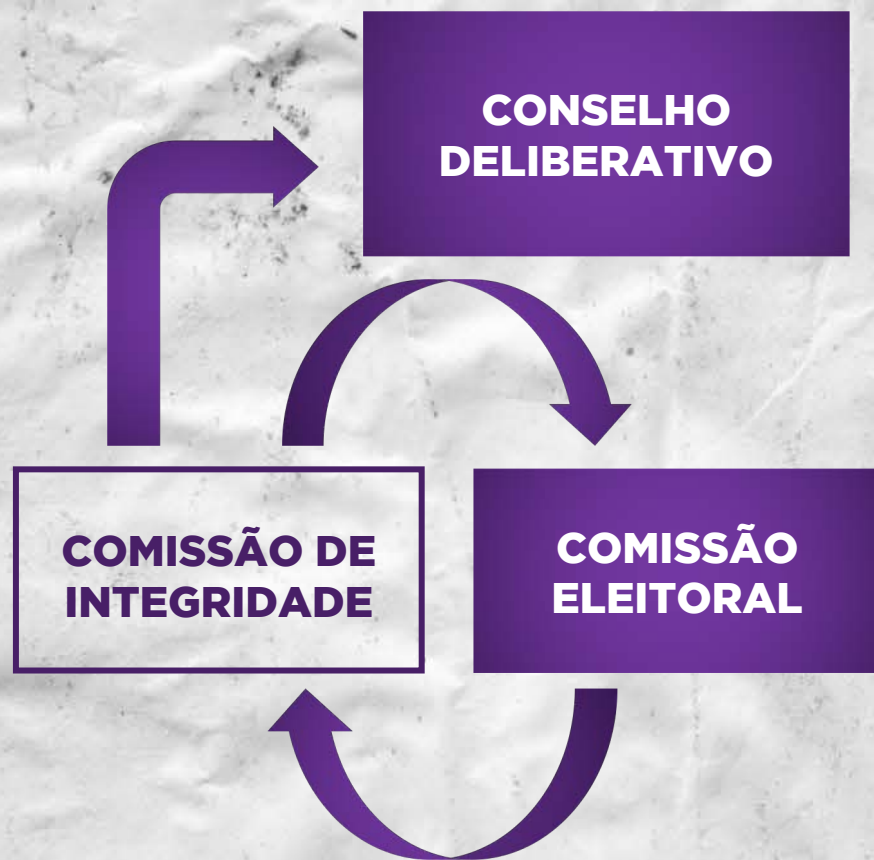 CONSELHO
DELIBERATIVO
COMISSÃO DE
INTEGRIDADE
COMISSÃO
ELEITORAL